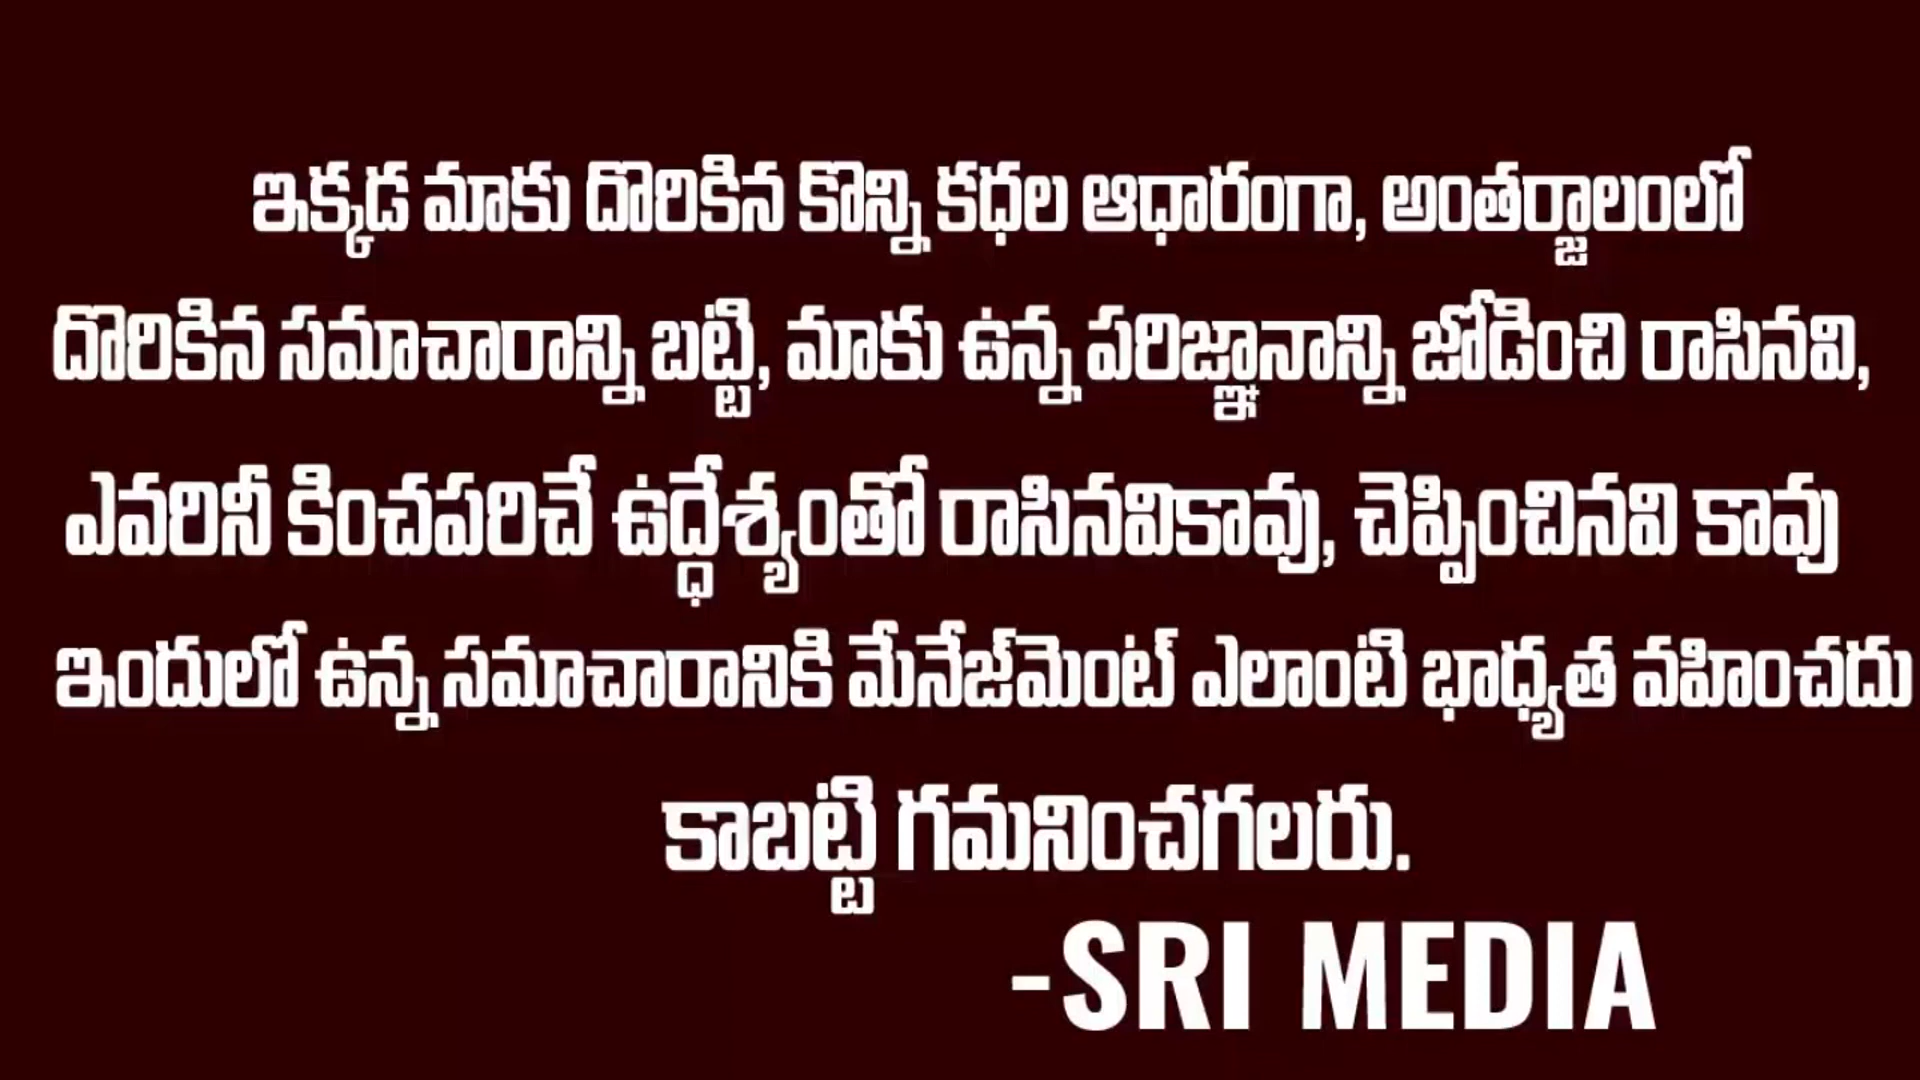 ఇక్కడ మాకు దొరికిన కొన్ని కధల ఆధారంగా, అంతర్జాలంలో
దొరికిన సమాచారాన్ని బట్టి, మాకు ఉన్న పరిజ్ఞానాన్ని జోడించి రాసినవి,
ఎవరినీ కించపరిచే ఉద్ధేశ్యంతో రాసినవికావు, చెప్పించినవి కావు
ఇందులో ఉన్న సమాచారానికి మేనేజ్‌మెంట్ ఎలాంటి భాధ్యత వహించదు
కాబట్టి గమనించగలరు.
-SRI MEDIA